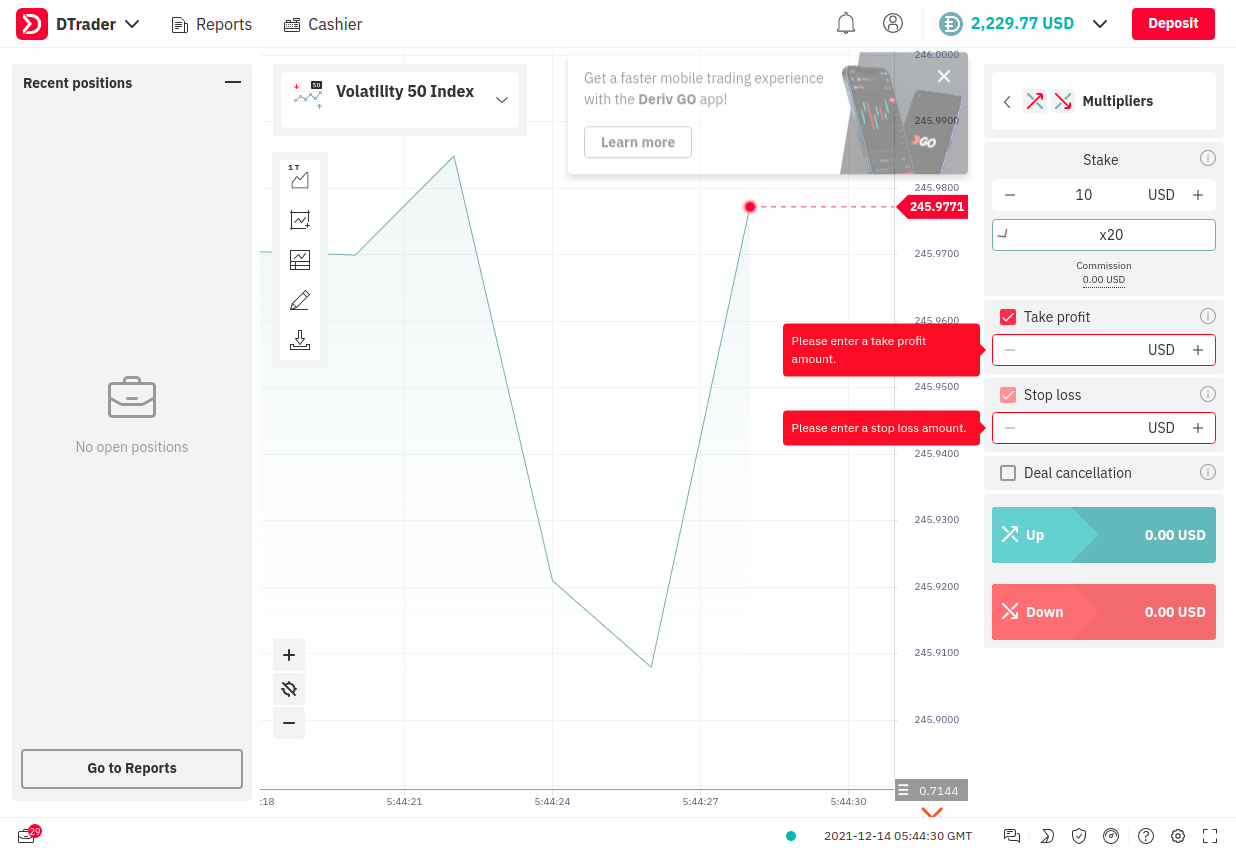 DTrader
Reports
Cashier
2,229.77 USD
Deposit
Recent positions
No open positions
Go to Reports
50
Volatility 50 Index
1 T
Get a faster mobile trading experience
with the Deriv GO app!
Learn more
GO
246.0000
245.9900
245.9800
245.9771
245.9700
245.9600
245.9500
245.9400
245.9300
245.9200
245.9100
245.9000
0.7144
:18
5:44:21
5:44:24
5:44:27
5:44:30
Multipliers
Stake
10 USD
x20
Commission
0.00 USD
Take profit
USD
Please enter a take profit
amount.
Stop loss
USD
Please enter a stop loss amount.
Deal cancellation
Up 0.00 USD
Down 0.00 USD
29
2021-12-14 05:44:30 GMT